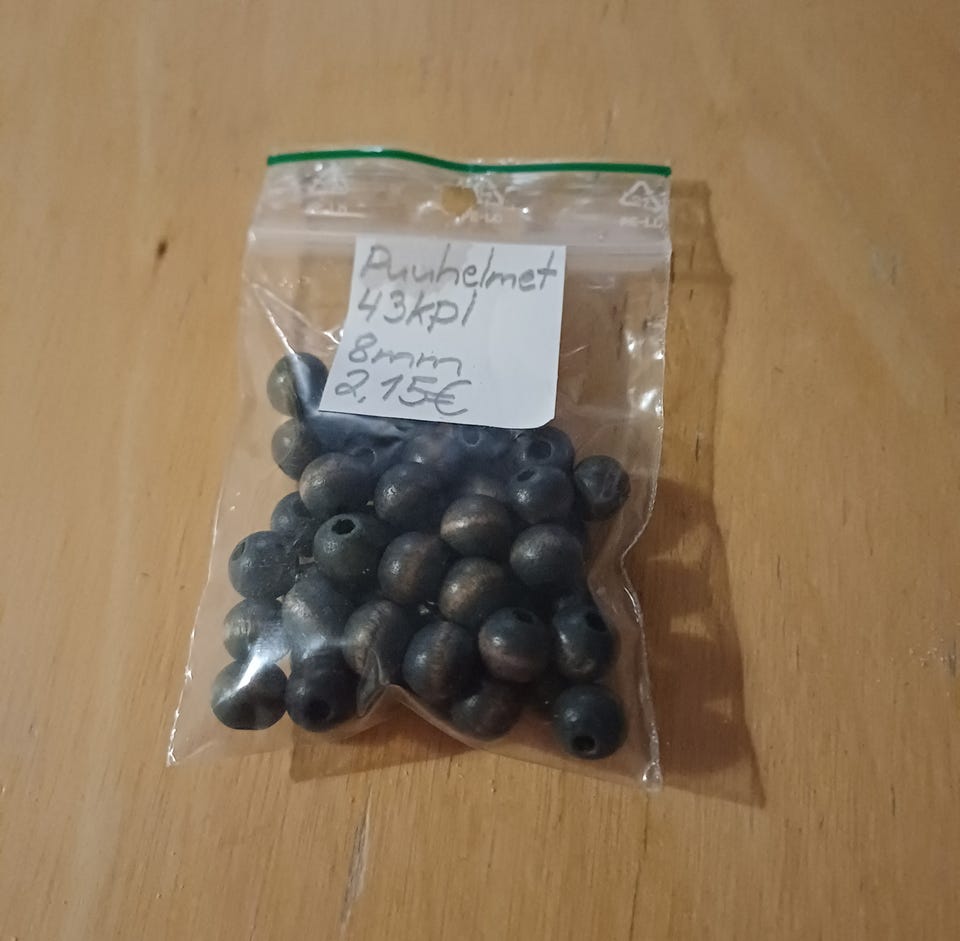 Puuhelmet
43kpl
8mm
2,15€